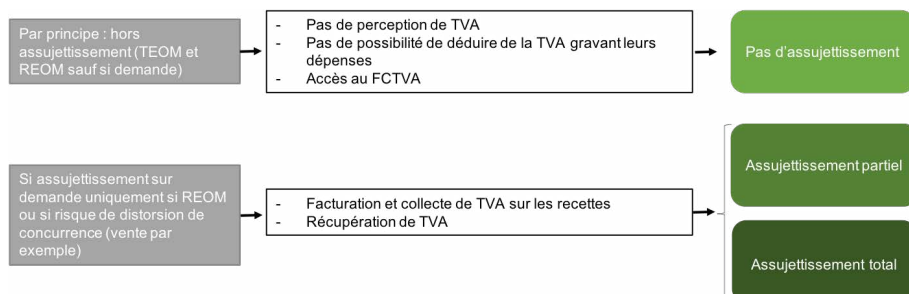 Par principe : hors
assujettissement (TEOM et
REOM sauf si demande)
- Pas de perception de TVA
- Pas de possibilité de déduire de la TVA gravant leurs
dépenses
- Accès au FCTVA
Pas d'assujettissement
Si assujettissement sur
demande uniquement si REOM
ou si risque de distorsion de
concurrence (vente par
exemple)
- Facturation et collecte de TVA sur les recettes
- Récupération de TVA
Assujettissement partiel
Assujettissement total